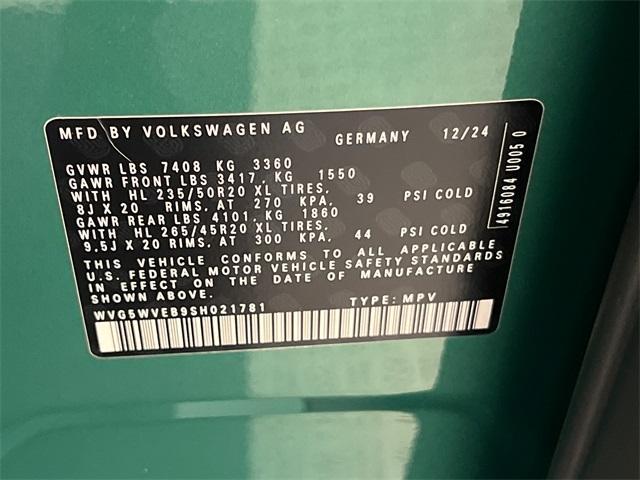 MFD BY VOLKSWAGEN AG GERMANY 12/24
GVWR LBS 7408 KG 3360
GAWR FRONT LBS 3417, KG 1550
WITH HL 235/50R20 XL TIRES,
8J X 20 RIMS, AT 270 KPA, 39 PSI COLD
GAWR REAR LBS 4101, KG 1860
WITH HL 265/45R20 XL TIRES,
9.5J X 20 RIMS, AT 300 KPA, 44 PSI COLD
THIS VEHICLE CONFORMS TO ALL APPLICABLE
U.S. FEDERAL MOTOR VEHICLE SAFETY STANDARDS
IN EFFECT ON THE DATE OF MANUFACTURE
SHOWN ABOVE.
WVG5WVEB9SH021781 TYPE: MPV
4916084 U005 0